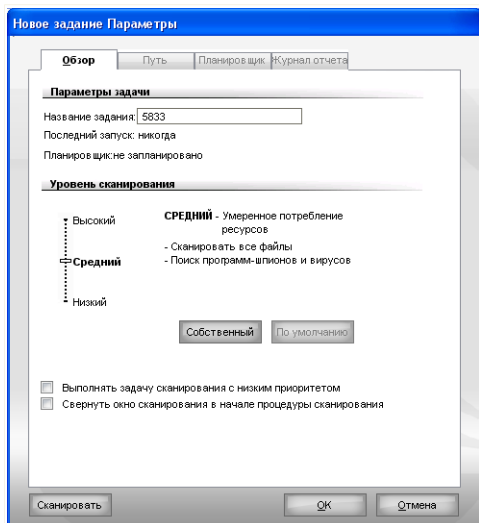 Новое задание Параметры
Обзор Путь Планировщик Журнал отчета
Параметры задачи
Название задания: 5833
Последний запуск: никогда
Планировщик:не запланировано
Уровень сканирования
Высокий
Средний
Низкий
СРЕДНИЙ - Умеренное потребление
ресурсов
- Сканировать все файлы
- Поиск программ-шпионов и вирусов
Собственный По умолчанию
Выполнять задачу сканирования с низким приоритетом
Свернуть окно сканирования в начале процедуры сканирования
Сканировать OK Отмена